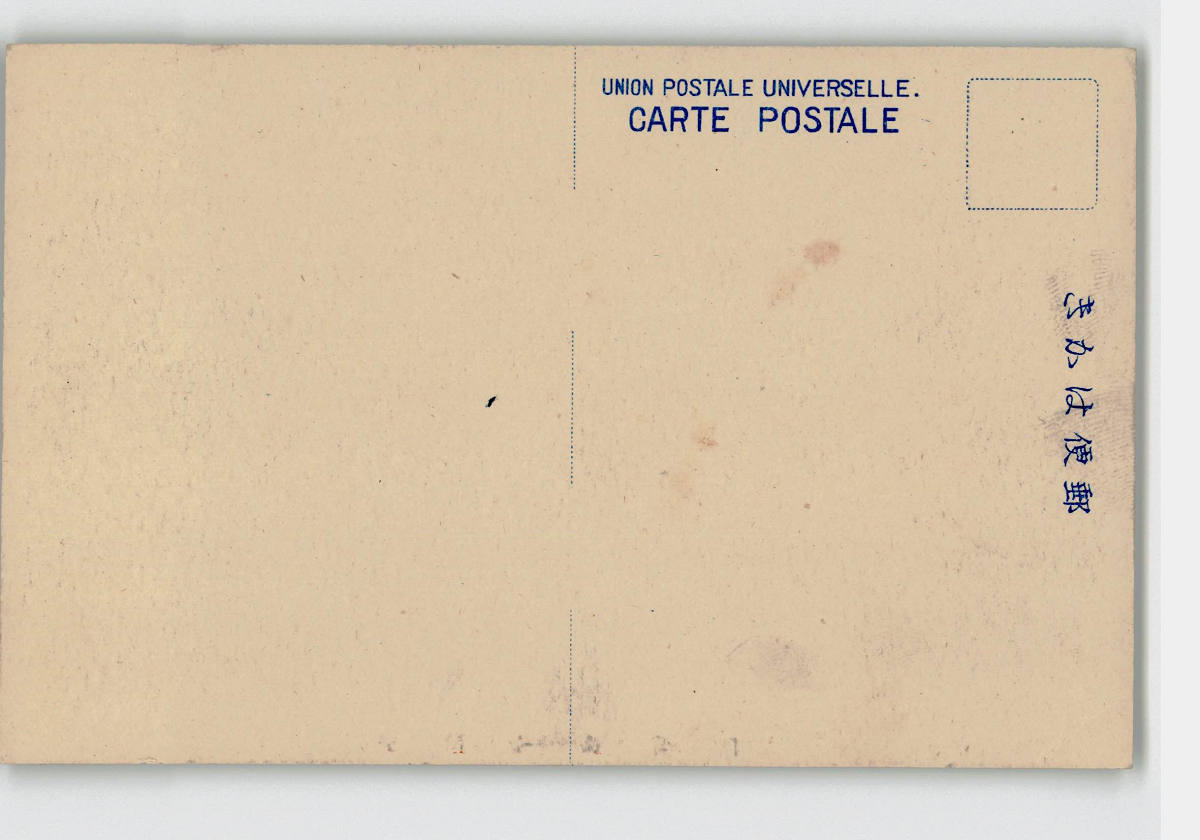 UNION POSTALE UNIVERSELLE.
CARTE POSTALE
きかは便郵